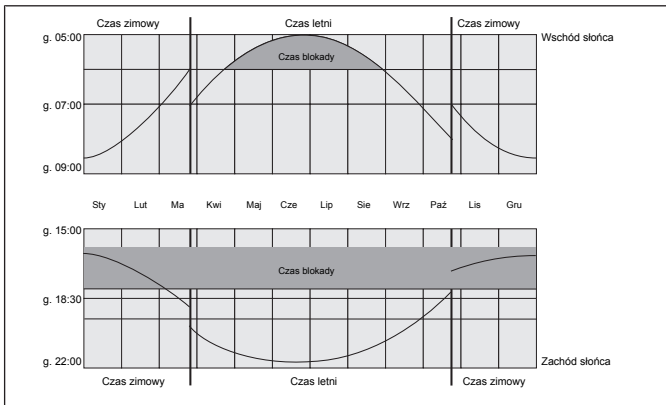 Czas zimowy Czas letni Czas zimowy
g. 05:00 Wschód słońca
Czas blokady
g. 07:00
g. 09:00
Sty Lut Ma Kwi Maj Cze Lip Sie Wrz Paź Lis Gru
g. 15:00
Czas blokady
g. 18:30
g. 22:00 Zachód słońca
Czas zimowy Czas letni Czas zimowy